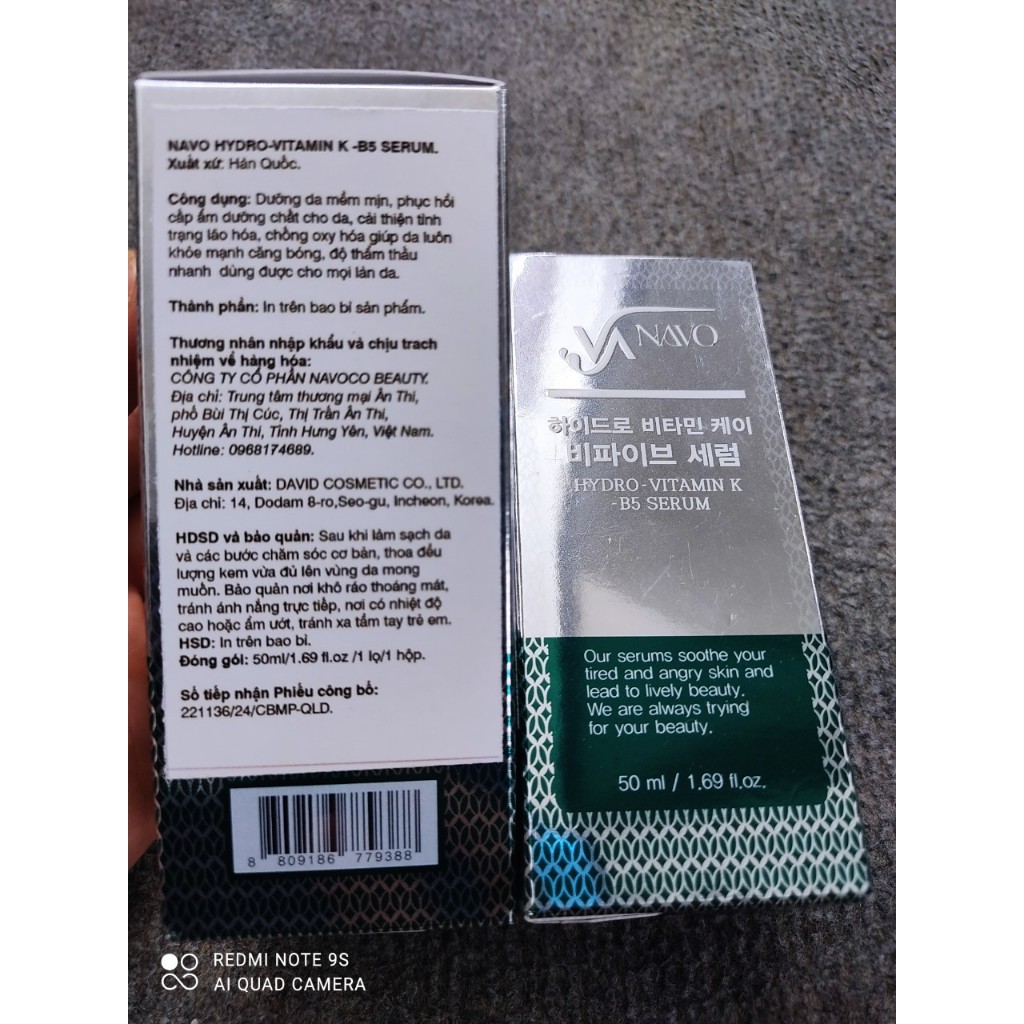 NAVO HYDRO-VITAMIN K -B5 SERUM.
Xuất xứ: Hàn Quốc.
Công dụng: Dưỡng da mềm mịn, phục hồi
cấp ẩm dưỡng chất cho da, cải thiện tình
trạng lão hóa, chống oxy hóa giúp da luôn
khỏe mạnh căng bóng, độ thẩm thấu
nhanh dùng được cho mọi làn da.
Thành phần: In trên bao bì sản phẩm.
Thương nhân nhập khẩu và chịu trach
nhiệm về hàng hóa:
CÔNG TY CỔ PHẦN NAVOCO BEAUTY.
Địa chỉ: Trung tâm thương mại Ân Thi,
phố Bùi Thị Cúc, Thị Trấn Ân Thi,
Huyện Ân Thi, Tỉnh Hưng Yên, Việt Nam.
Hotline: 0968174689.
Nhà sản xuất: DAVID COSMETIC CO., LTD.
Địa chỉ: 14, Dodam 8-ro,Seo-gu, Incheon, Korea.
HDSD và bảo quản: Sau khi làm sạch da
và các bước chăm sóc cơ bản, thoa đều
lượng kem vừa đủ lên vùng da mong
muốn. Bảo quản nơi khô ráo thoáng mát,
tránh ánh nắng trực tiếp, nơi có nhiệt độ
cao hoặc ẩm ướt, tránh xa tầm tay trẻ em.
HSD: In trên bao bì.
Đóng gói: 50ml/1.69 fl.oz /1 lọ/1 hộp.
Số tiếp nhận Phiếu công bố:
221136/24/CBMP-QLD.
8 809186 779388
NAVO
하이드로 비타민 케이
-비파이브 세럼
HYDRO-VITAMIN K
-B5 SERUM
Our serums soothe your
tired and angry skin and
lead to lively beauty.
We are always trying
for your beauty.
50 ml / 1.69 fl.oz.
REDMI NOTE 9S
AI QUAD CAMERA